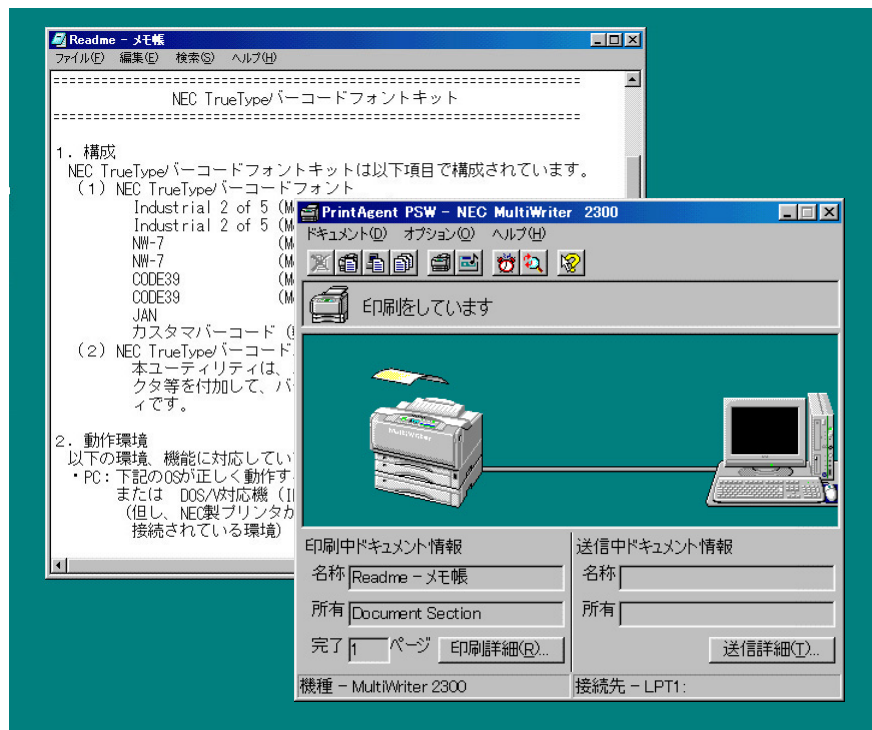 Readme - メモ帳
ファイル(F) 編集(E) 検索(S) ヘルプ(H)
============================================================
NEC TrueTypeバーコードフォントキット
============================================================
1．構成
NEC TrueTypeバーコードフォントキットは以下項目で構成されています。
（1）NEC TrueTypeバーコードフォント
Industrial 2 of 5 (M
Industrial 2 of 5 (M
NW-7 (M
NW-7 (M
CODE39 (M
CODE39 (M
JAN
カスタマバーコード (
（2）NEC TrueTypeバーコード
本ユーティリティは、
クタ等を付加して、バ
ィです。
2．動作環境
以下の環境、機能に対応してい
・PC：下記のOSが正しく動作す
または DOS/V対応機 (I
(但し、NEC製プリンタか
接続されている環境)
PrintAgent PSW - NEC MultiWriter 2300
ドキュメント(D) オプション(O) ヘルプ(H)
印刷をしています
MultiWriter
印刷中ドキュメント情報
名称 Readme - メモ帳
所有 Document Section
完了 1 ページ 印刷詳細(R)...
送信中ドキュメント情報
名称
所有
送信詳細(T)...
機種 - MultiWriter 2300
接続先 - LPT1: